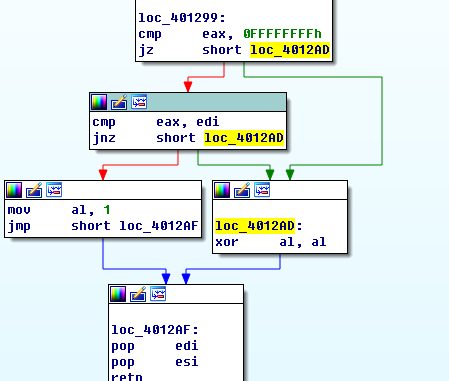 loc_401299:
cmp eax, 0FFFFFFFFh
jz short loc_4012AD
cmp eax, edi
jnz short loc_4012AD
mov al, 1
jmp short loc_4012AF
loc_4012AD:
xor al, al
loc_4012AF:
pop edi
pop esi
retn